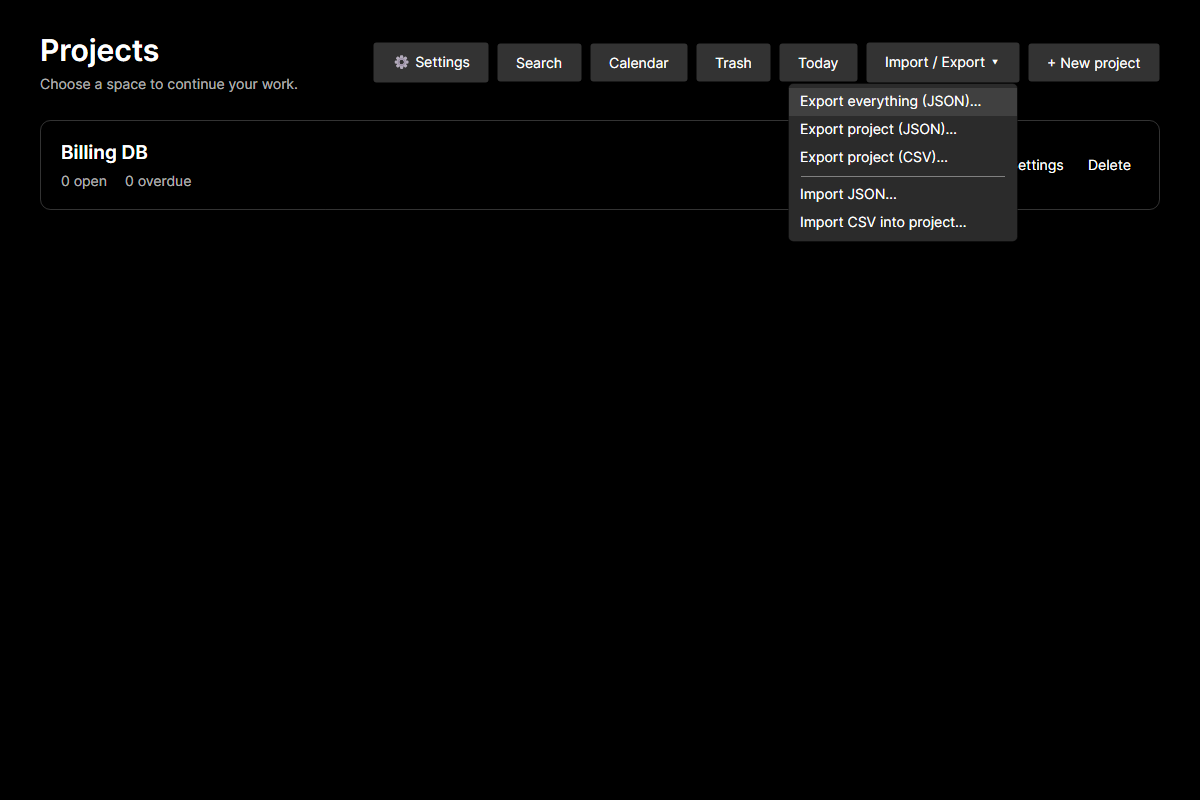 Projects
Choose a space to continue your work.
Settings
Search
Calendar
Trash
Today
Import / Export ▾
+ New project
Export everything (JSON)...
Export project (JSON)...
Export project (CSV)...
Import JSON...
Import CSV into project...
Billing DB
0 open 0 overdue
ettings
Delete